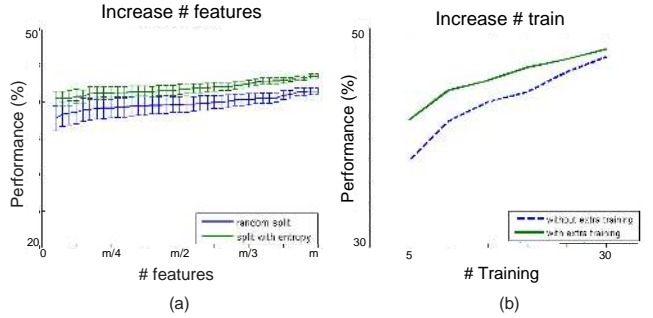 Increase # features
50
Performance (%)
20
0
m/4
m/2
m/3
m
random split
split with entropy
# features
(a)
Increase # train
50
Performance (%)
30
5
30
without extra training
with extra training
# Training
(b)